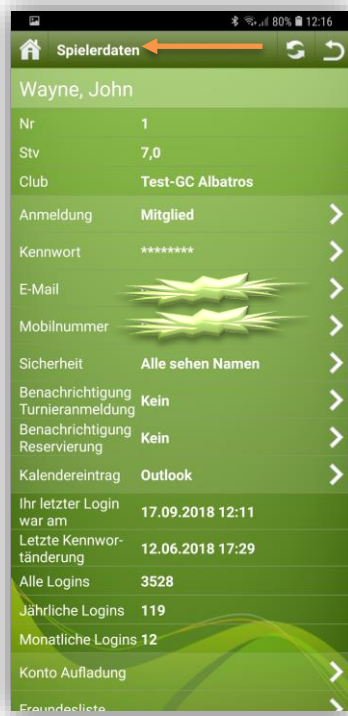 80% 12:16
Spielerdaten
Wayne, John
Nr 1
Stv 7,0
Club Test-GC Albatros
Anmeldung Mitglied
Kennwort ********
E-Mail
Mobilnummer
Sicherheit Alle sehen Namen
Benachrichtigung
Turnieranmeldung Kein
Benachrichtigung
Reservierung Kein
Kalendereintrag Outlook
Ihr letzter Login
war am 17.09.2018 12:11
Letzte Kennwor-
tänderung 12.06.2018 17:29
Alle Logins 3528
Jährliche Logins 119
Monatliche Logins 12
Konto Aufladung
Freundesliste